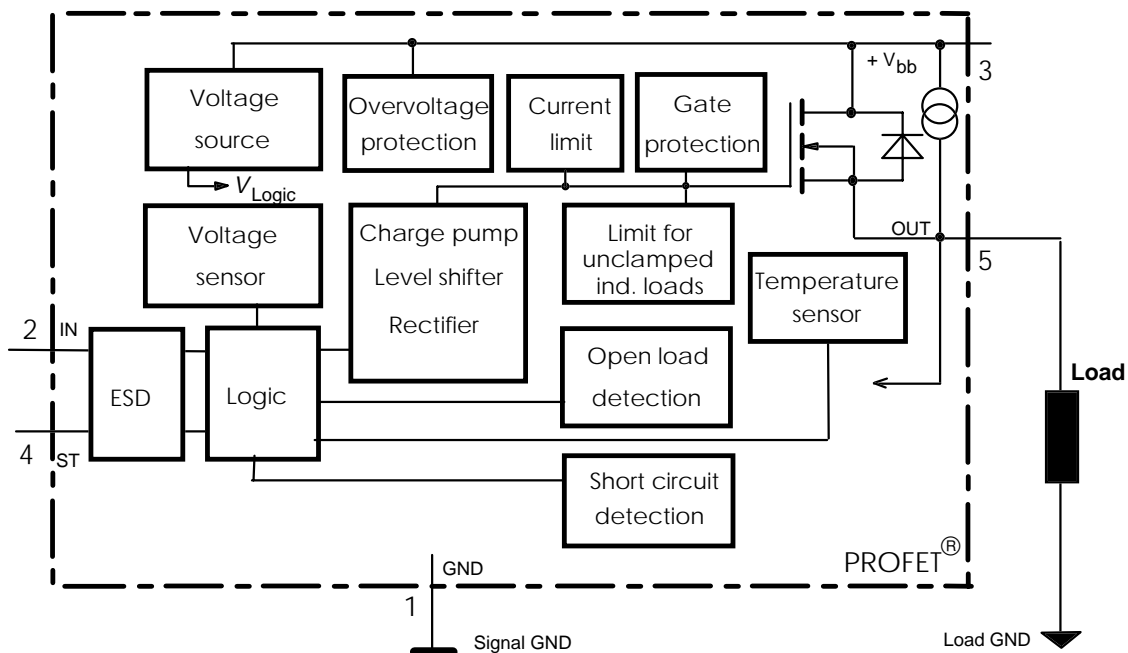 + Vbb
3
Voltage
source
Overvoltage
protection
Current
limit
Gate
protection
VLogic
Voltage
sensor
Charge pump
Level shifter
Rectifier
Limit for
unclamped
ind. loads
OUT
5
Temperature
sensor
2
IN
ESD
Logic
Open load
detection
Load
4
ST
Short circuit
detection
PROFET®
GND
1
Signal GND
Load GND